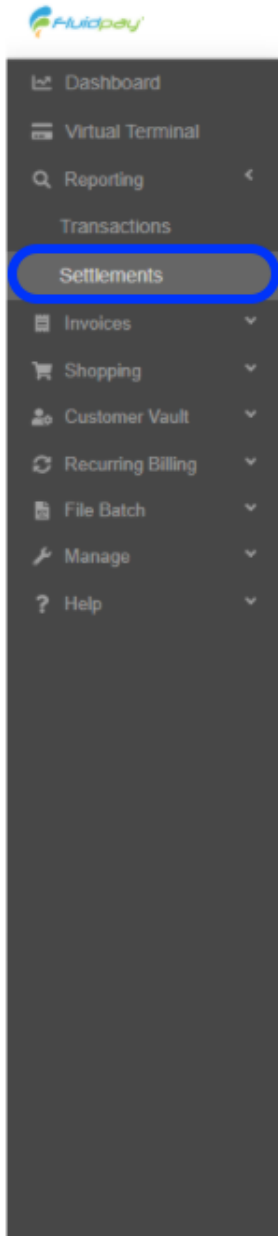 Fluidpay
Dashboard
Virtual Terminal
Reporting
Transactions
Settlements
Invoices
Shopping
Customer Vault
Recurring Billing
File Batch
Manage
? Help